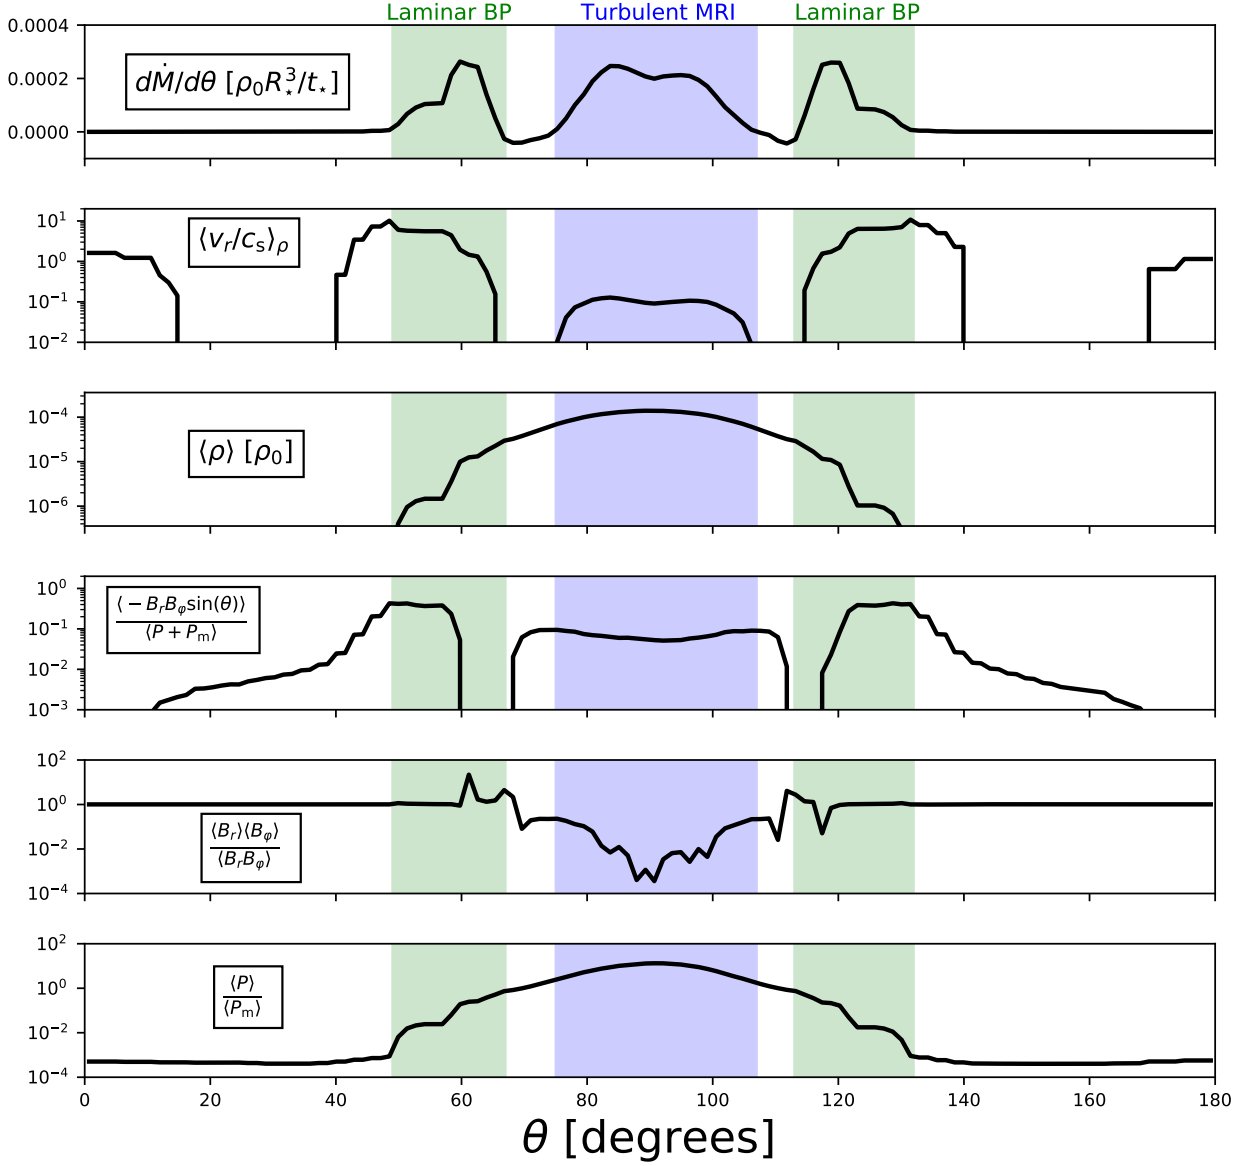 Laminar BP Turbulent MRI Laminar BP
0.0004
0.0002
0.0000
dṀ/dθ [ρ₀R⋆³/t⋆]
10¹
10⁰
10⁻¹
10⁻²
⟨v_r/c_s⟩_ρ
10⁻⁴
10⁻⁵
10⁻⁶
⟨ρ⟩ [ρ₀]
10⁰
10⁻¹
10⁻²
10⁻³
⟨−B_rB_φsin(θ)⟩
⟨P + P_m⟩
10²
10⁰
10⁻²
10⁻⁴
⟨B_r⟩⟨B_φ⟩
⟨B_rB_φ⟩
10²
10⁰
10⁻²
10⁻⁴
⟨P⟩
⟨P_m⟩
0 20 40 60 80 100 120 140 160 180
θ [degrees]